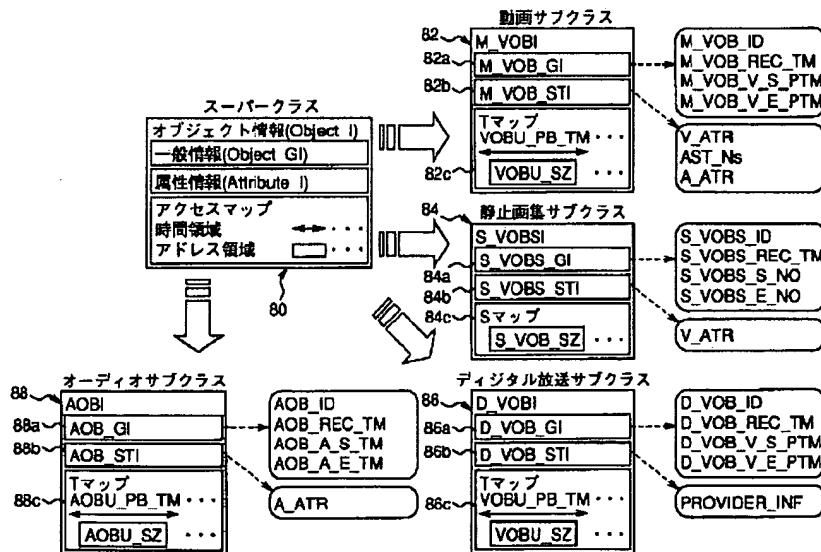 スーパークラス
オブジェクト情報(Object_I)
一般情報(Object_GI)
属性情報(Attribute_I)
アクセスマップ
時間領域 ・・・
アドレス領域 ・・・
80
動画サブクラス
82
M_VOBI
82a
M_VOB_GI
82b
M_VOB_STI
Tマップ
VOBU_PB_TM ・・・
82c
VOBU_SZ ・・・
M_VOB_ID
M_VOB_REC_TM
M_VOB_V_S_PTM
M_VOB_V_E_PTM
V_ATR
AST_Ns
A_ATR
静止画集サブクラス
84
S_VOBSI
84a
S_VOBS_GI
84b
S_VOBS_STI
84c
Sマップ
S_VOB_SZ ・・・
S_VOBS_ID
S_VOBS_REC_TM
S_VOBS_S_NO
S_VOBS_E_NO
V_ATR
オーディオサブクラス
88
AOBI
88a
AOB_GI
88b
AOB_STI
Tマップ
88c
AOBU_PB_TM ・・・
AOBU_SZ ・・・
AOB_ID
AOB_REC_TM
AOB_A_S_TM
AOB_A_E_TM
A_ATR
ディジタル放送サブクラス
86
D_VOBI
86a
D_VOB_GI
86b
D_VOB_STI
Tマップ
86c
VOBU_PB_TM ・・・
VOBU_SZ ・・・
D_VOB_ID
D_VOB_REC_TM
D_VOB_V_S_PTM
D_VOB_V_E_PTM
PROVIDER_INF